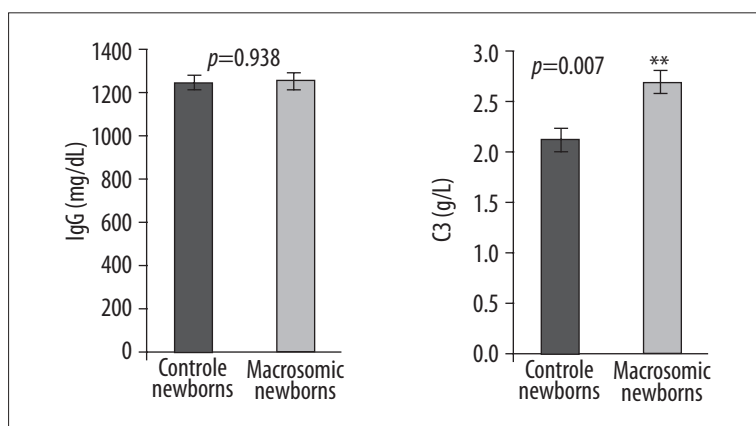 1400
1200
1000
800
600
400
200
0
IgG (mg/dL)
p=0.938
Controle
newborns
Macrosomic
newborns
3.0
2.5
2.0
1.5
1.0
0.5
0.0
C3 (g/L)
p=0.007
**
Controle
newborns
Macrosomic
newborns